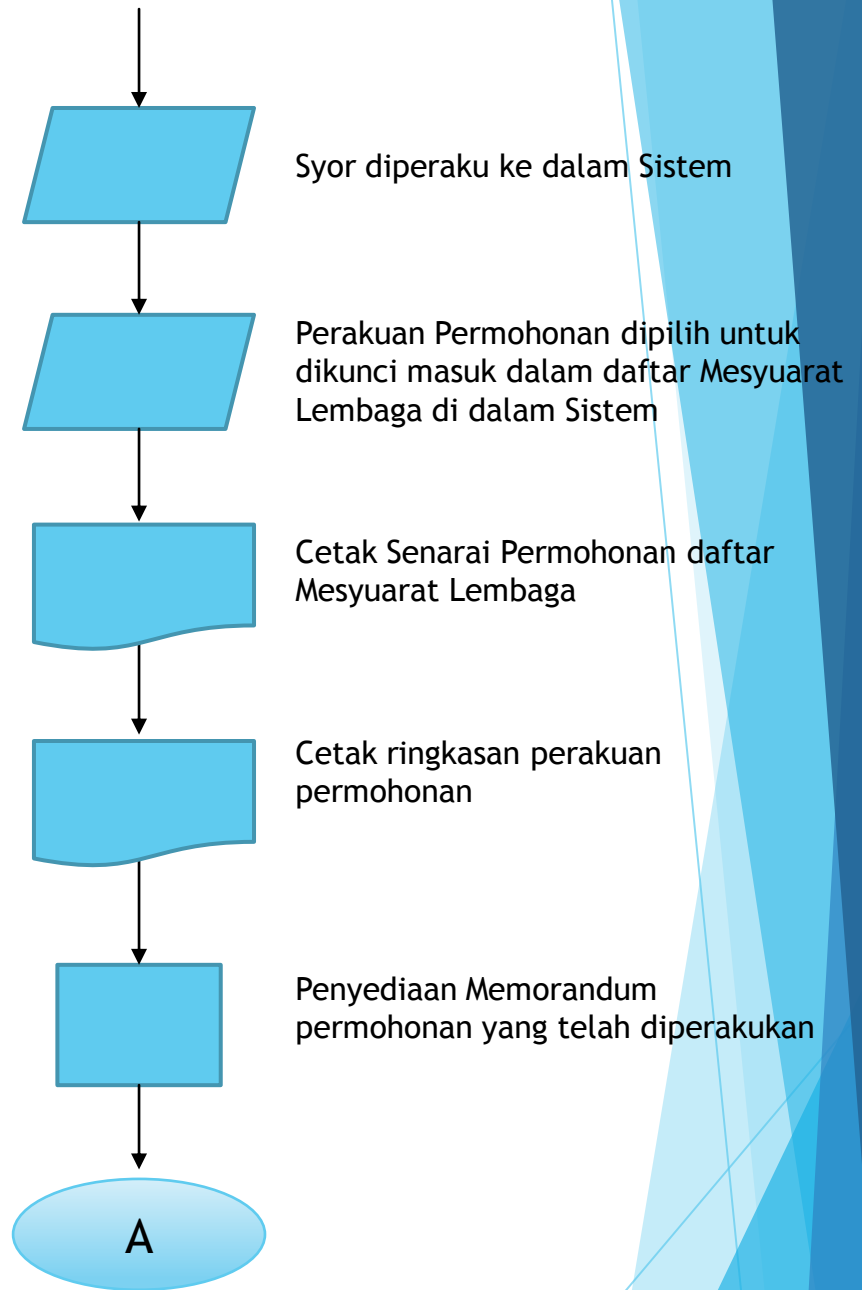 Syor diperaku ke dalam Sistem
Perakuan Permohonan dipilih untuk
dikunci masuk dalam daftar Mesyuarat
Lembaga di dalam Sistem
Cetak Senarai Permohonan daftar
Mesyuarat Lembaga
Cetak ringkasan perakuan
permohonan
Penyediaan Memorandum
permohonan yang telah diperakukan
A